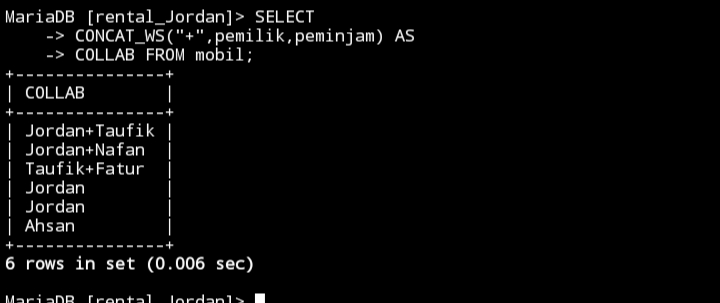 MariaDB [rental_Jordan]> SELECT
    -> CONCAT_WS("+",pemilik,peminjam) AS
    -> COLLAB FROM mobil;
+---------------+
| COLLAB        |
+---------------+
| Jordan+Taufik |
| Jordan+Nafan  |
| Taufik+Fatur  |
| Jordan        |
| Jordan        |
| Ahsan         |
+---------------+
6 rows in set (0.006 sec)

MariaDB [rental_Jordan]>